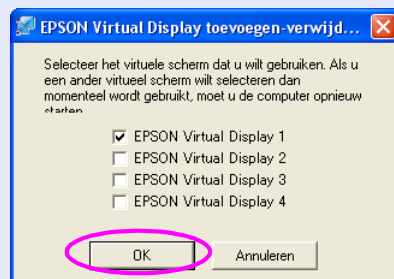 EPSON Virtual Display toevoegen-verwijd...
Selecteer het virtuele scherm dat u wilt gebruiken. Als u
een ander virtueel scherm wilt selecteren dan
momenteel wordt gebruikt, moet u de computer opnieuw
starten.
EPSON Virtual Display 1
EPSON Virtual Display 2
EPSON Virtual Display 3
EPSON Virtual Display 4
OK
Annuleren